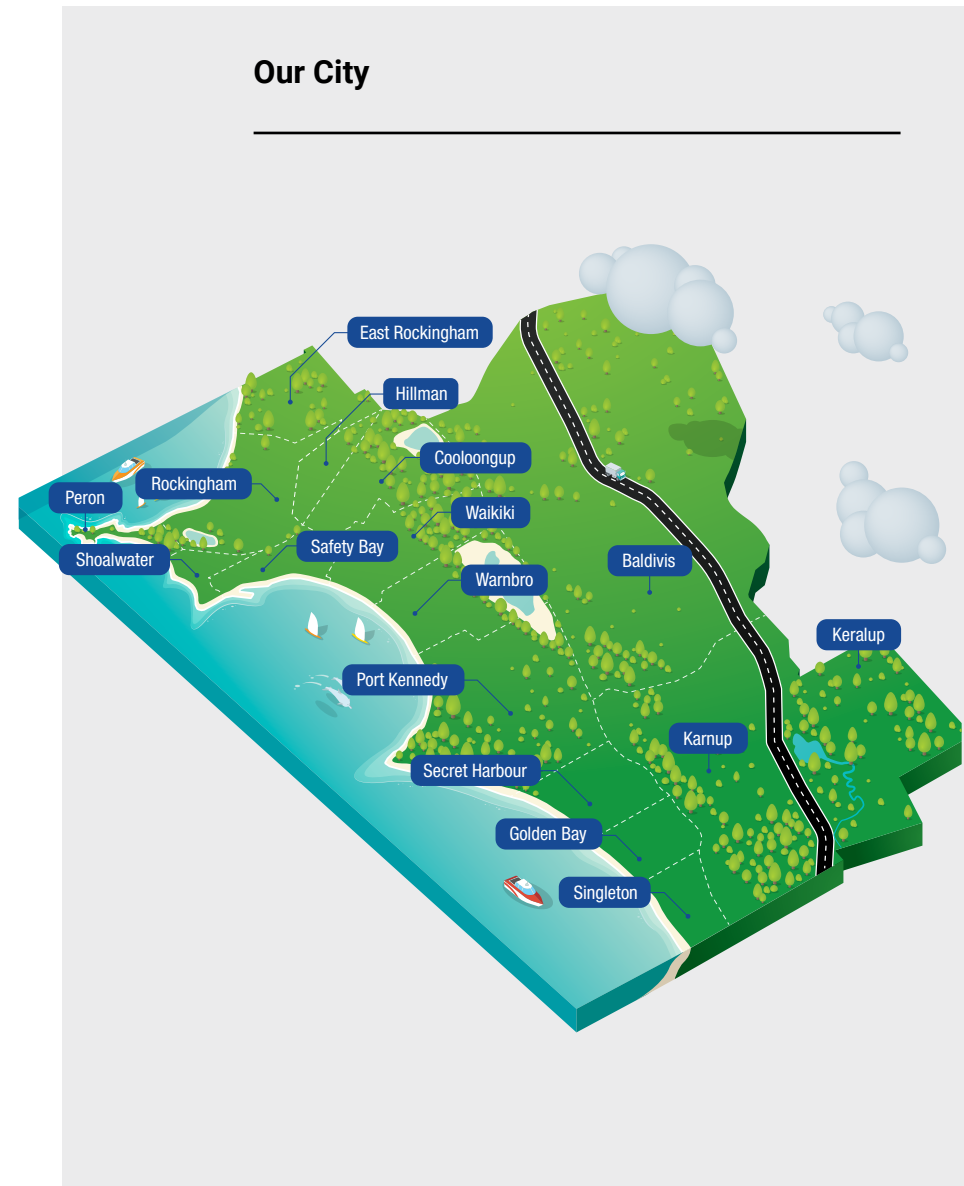 Our City
East Rockingham
Hillman
Cooloongup
Rockingham
Peron
Waikiki
Safety Bay
Shoalwater
Baldivis
Warnbro
Keralup
Port Kennedy
Karnup
Secret Harbour
Golden Bay
Singleton